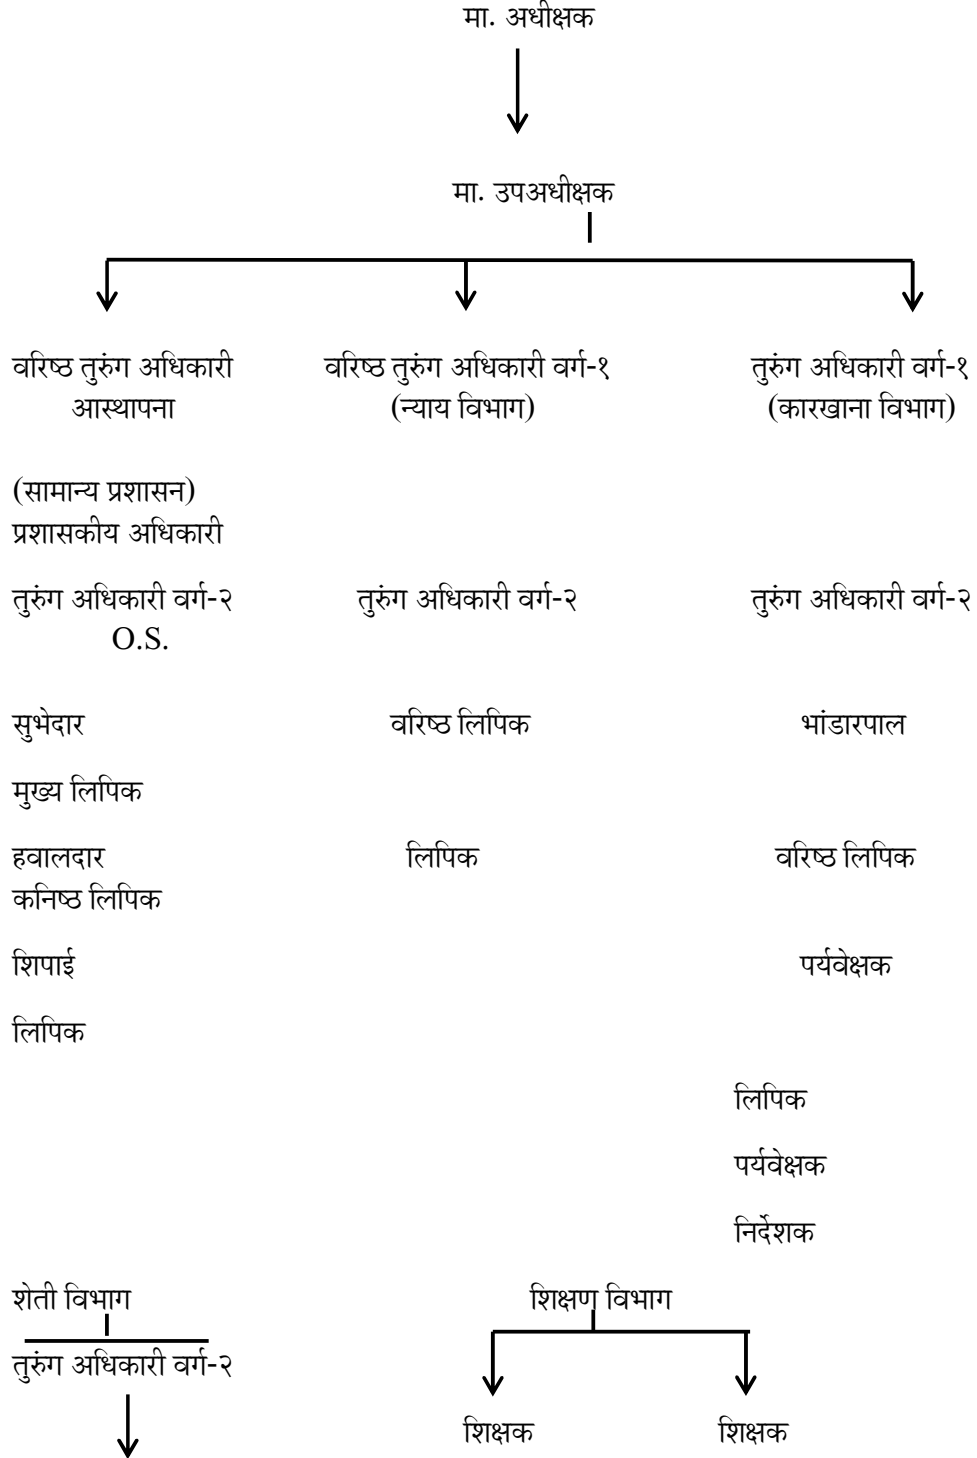 मा. अधीक्षक
मा. उपअधीक्षक
वरिष्ठ तुरुंग अधिकारी वरिष्ठ तुरुंग अधिकारी वर्ग-१ तुरुंग अधिकारी वर्ग-१
आस्थापना (न्याय विभाग) (कारखाना विभाग)
(सामान्य प्रशासन)
प्रशासकीय अधिकारी
तुरुंग अधिकारी वर्ग-२ तुरुंग अधिकारी वर्ग-२ तुरुंग अधिकारी वर्ग-२
O.S.
सुभेदार वरिष्ठ लिपिक भांडारपाल
मुख्य लिपिक
हवालदार लिपिक वरिष्ठ लिपिक
कनिष्ठ लिपिक
शिपाई पर्यवेक्षक
लिपिक
लिपिक
पर्यवेक्षक
निर्देशक
शेती विभाग शिक्षण विभाग
तुरुंग अधिकारी वर्ग-२
शिक्षक शिक्षक